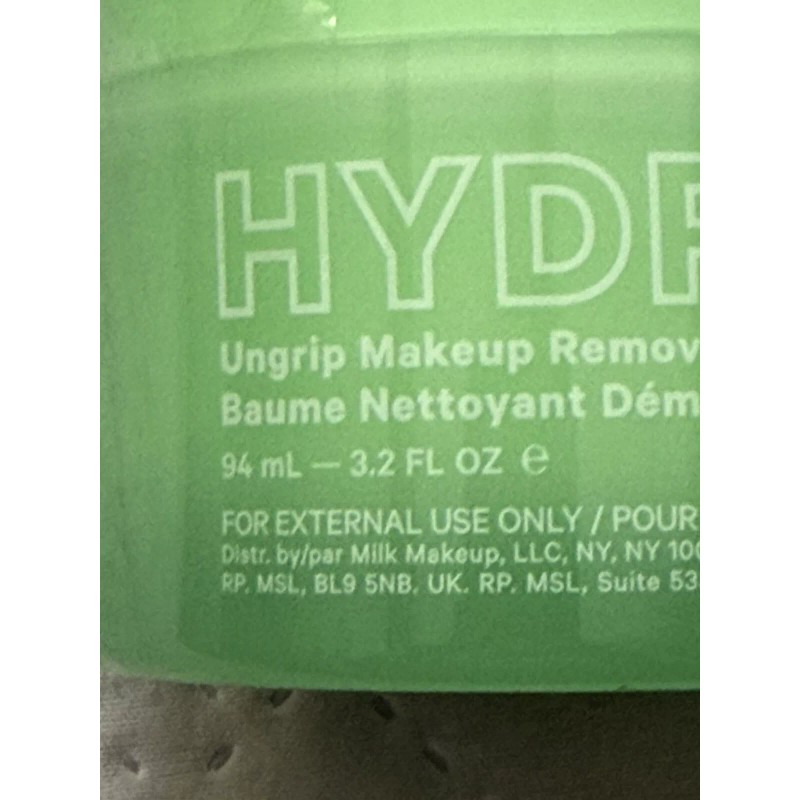 HYDR
Ungrip Makeup Remov
Baume Nettoyant Dém
94 mL — 3.2 FL OZ ℮
FOR EXTERNAL USE ONLY / POUR
Distr. by/par Milk Makeup, LLC, NY, NY 100
RP. MSL, BL9 5NB. UK. RP. MSL, Suite 53